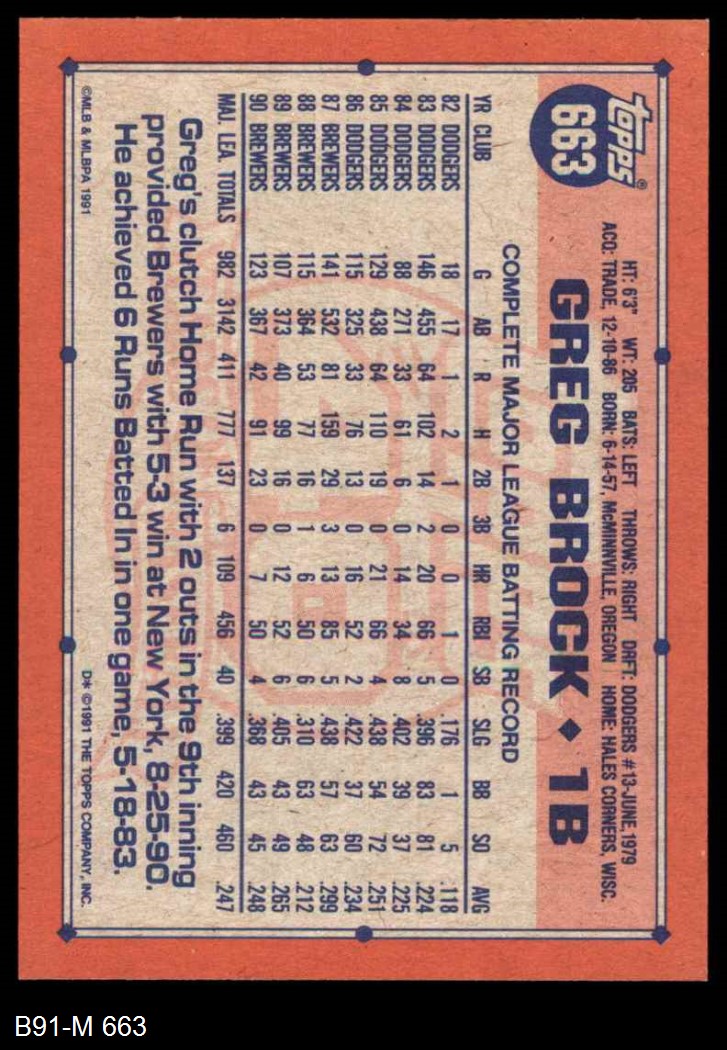 Topps®
663
HT: 6'3" WT: 205 BATS: LEFT THROWS: RIGHT DRFT: DODGERS #13-JUNE, 1979
ACQ: TRADE, 12-10-86 BORN: 6-14-57, McMINNVILLE, OREGON HOME: HALES CORNERS, WISC.
GREG BROCK ◆ 1B
COMPLETE MAJOR LEAGUE BATTING RECORD
YR CLUB G AB R H 2B 3B HR RBI SB SLG BB SO AVG
82 DODGERS 18 17 1 2 1 0 0 1 0 .176 1 5 .118
83 DODGERS 146 455 64 102 14 2 20 66 5 .396 83 81 .224
84 DODGERS 88 271 33 61 6 0 14 34 8 .402 39 37 .225
85 DODGERS 129 438 64 110 19 0 21 66 4 .438 54 72 .251
86 DODGERS 115 325 33 76 13 0 16 52 2 .422 37 60 .234
87 BREWERS 141 532 81 159 29 3 13 85 5 .438 57 63 .299
88 BREWERS 115 364 53 77 16 1 6 50 6 .310 63 48 .212
89 BREWERS 107 373 40 99 16 0 12 52 6 .405 43 49 .265
90 BREWERS 123 367 42 91 23 0 7 50 4 .368 43 45 .248
MAJ. LEA. TOTALS 982 3142 411 777 137 6 109 456 40 .399 420 460 .247
Greg's clutch Home Run with 2 outs in the 9th inning
provided Brewers with 5-3 win at New York, 8-25-90.
He achieved 6 Runs Batted In in one game, 5-18-83.
©MLB & MLBPA 1991
D* ©1991 THE TOPPS COMPANY, INC.
B91-M 663